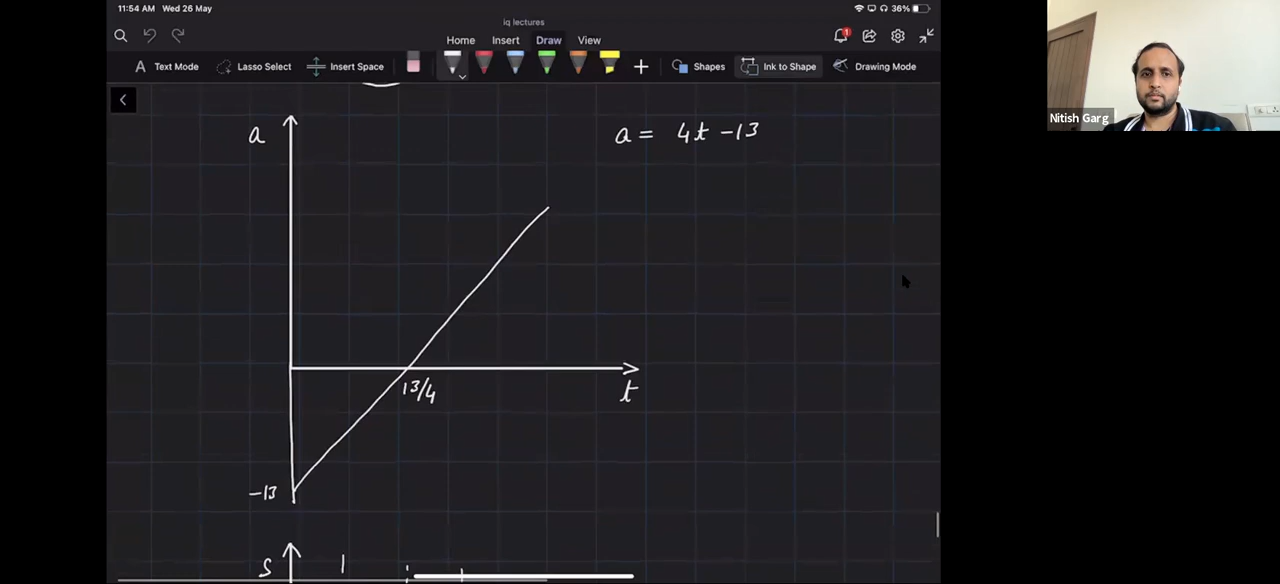 11:54 AM Wed 26 May
36%
iq lectures
Home Insert Draw View
1
Text Mode Lasso Select Insert Space Shapes Ink to Shape Drawing Mode
Nitish Garg
a
a = 4t -13
13/4
t
-13
s